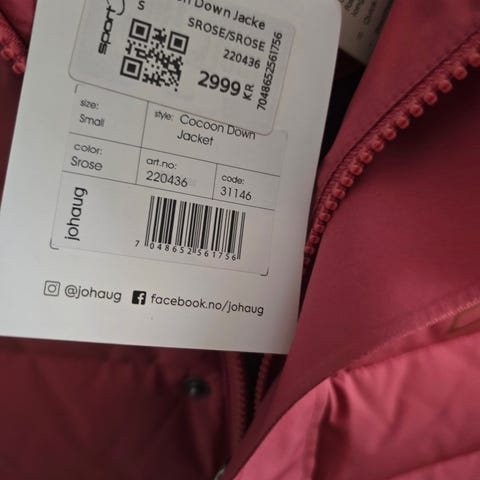 Down Jacke
S
SROSE/SROSE
220436
2999 KR
7048652561756
sport
size:
Small
style: Cocoon Down
Jacket
color:
Srose
art.no:
220436
code:
31146
johaug
7 048652 561756
@johaug facebook.no/johaug